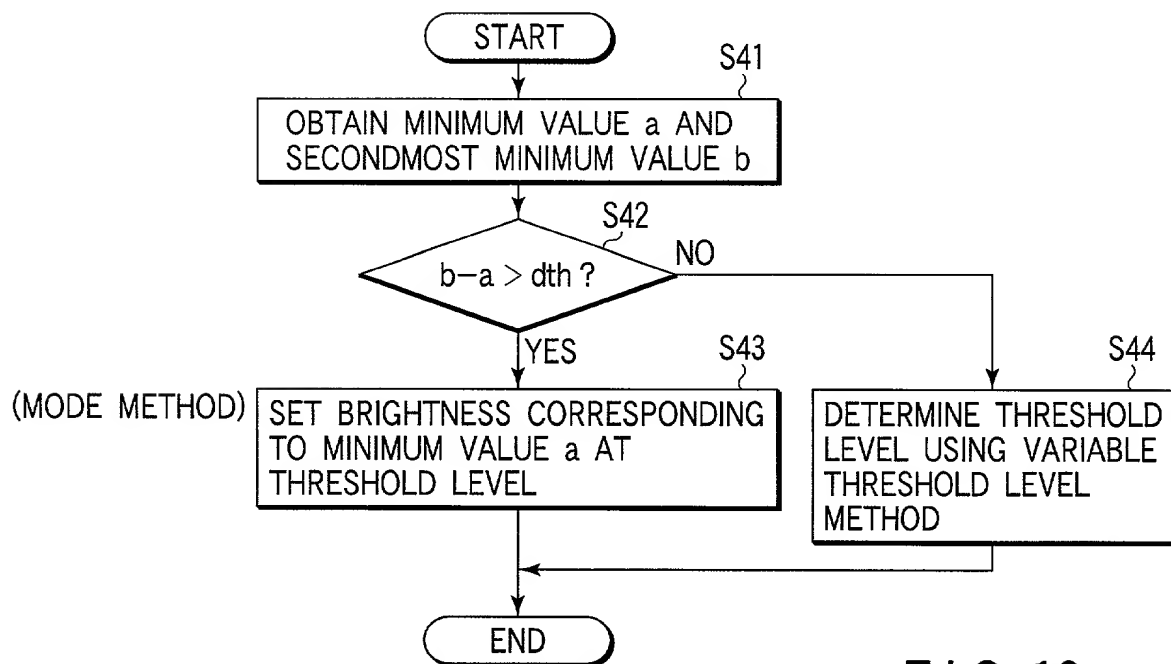 START
S41
OBTAIN MINIMUM VALUE a AND
SECONDMOST MINIMUM VALUE b
S42
b-a > dth ?
NO
YES
S43
(MODE METHOD)
SET BRIGHTNESS CORRESPONDING
TO MINIMUM VALUE a AT
THRESHOLD LEVEL
S44
DETERMINE THRESHOLD
LEVEL USING VARIABLE
THRESHOLD LEVEL
METHOD
END